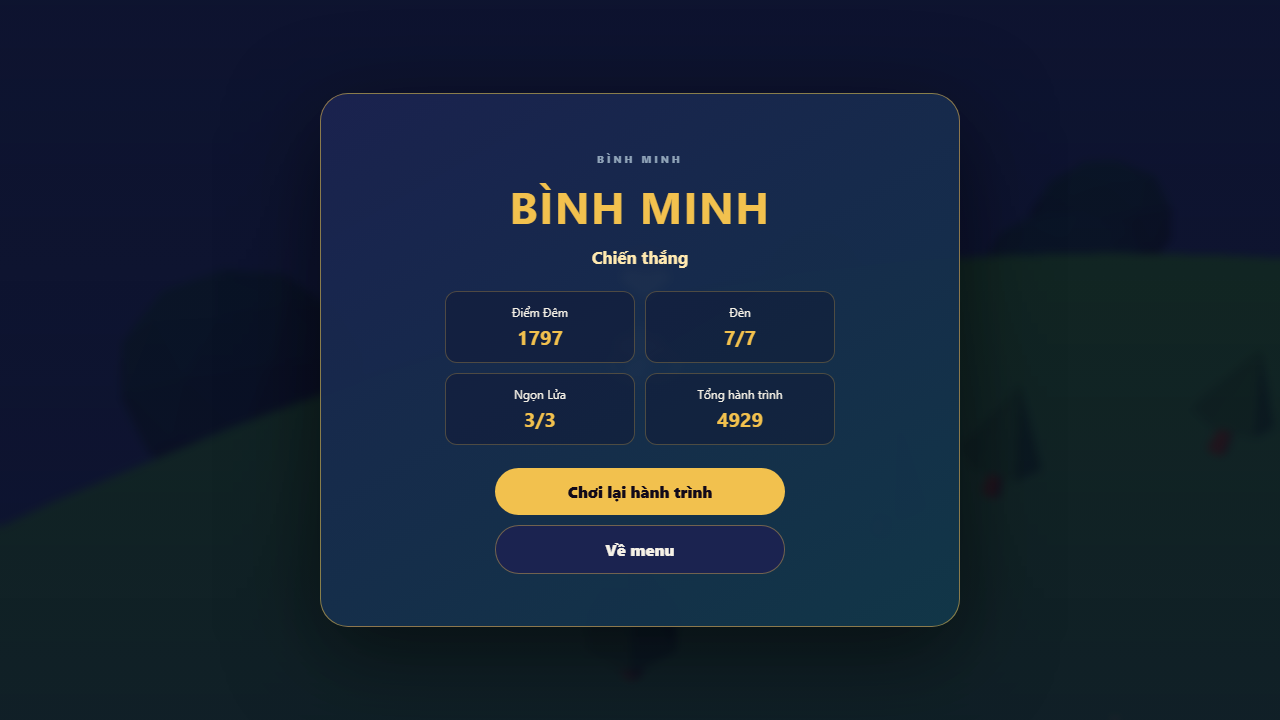 BÌNH MINH
BÌNH MINH
Chiến thắng
Điểm Đêm
1797
Đèn
7/7
Ngọn Lửa
3/3
Tổng hành trình
4929
Chơi lại hành trình
Về menu